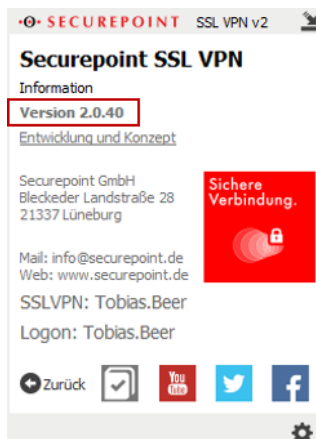 SECUREPOINT SSL VPN v2
Securepoint SSL VPN
Information
Version 2.0.40
Entwicklung und Konzept
Securepoint GmbH
Bleckeder Landstraße 28
21337 Lüneburg
Sichere
Verbindung.
Mail: info@securepoint.de
Web: www.securepoint.de
SSLVPN: Tobias.Beer
Logon: Tobias.Beer
Zurück
You
Tube